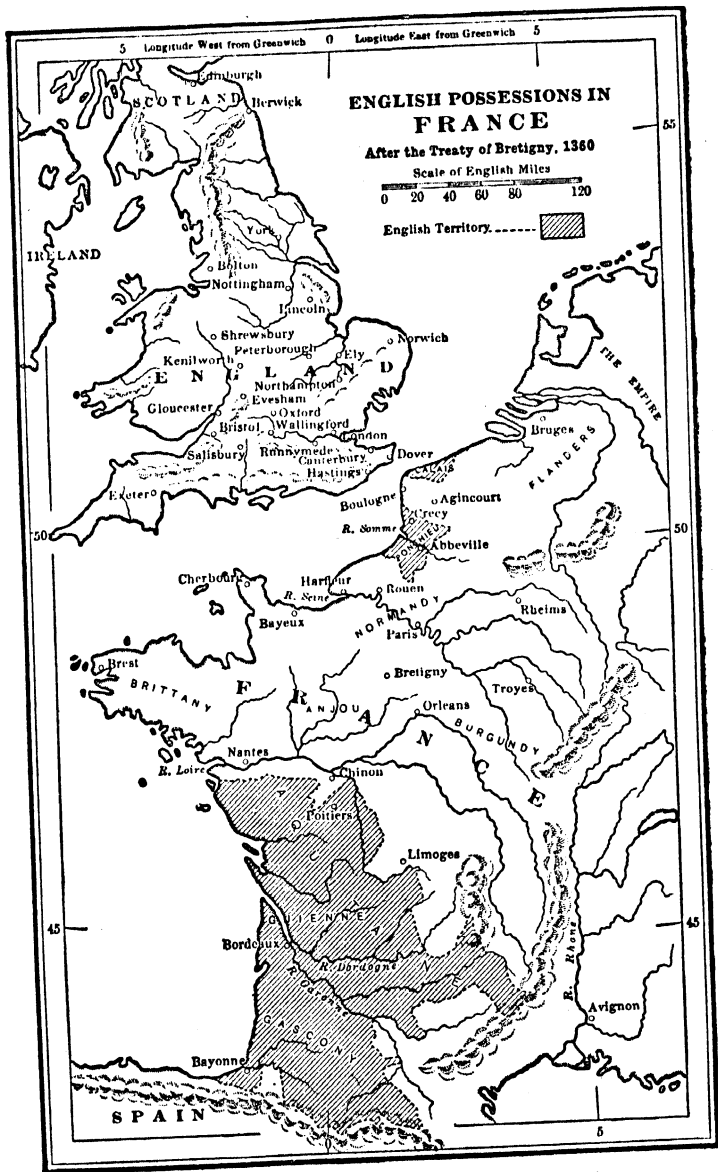 5 Longitude West from Greenwich 0 Longitude East from Greenwich 5
ENGLISH POSSESSIONS IN
FRANCE
After the Treaty of Bretigny, 1360
Scale of English Miles
0 20 40 60 80 120
English Territory
55
Edinburgh
SCOTLAND
Berwick
York
IRELAND
Bolton
Nottingham
Lincoln
Shrewsbury
Norwich
Peterborough
Ely
Kenilworth
ENGLAND
Northampton
Evesham
Gloucester
Oxford
Wallingford
Bristol
London
Runnymede
Salisbury
Canterbury
Dover
Hastings
Exeter
THE EMPIRE
Bruges
FLANDERS
CALAIS
Boulogne
Agincourt
Crecy
R. Somme
PONTHIEU
Abbeville
50
50
Cherbourg
Harfleur
R. Seine
Rouen
Bayeux
NORMANDY
Rheims
Paris
Brest
BRITTANY
Bretigny
Troyes
FRANCE
ANJOU
Orleans
BURGUNDY
Nantes
R. Loire
Chinon
AQUITAINE
Poitiers
Limoges
GUIENNE
45
45
Bordeaux
R. Dordogne
R. Garonne
R. Rhone
GASCONY
Avignon
Bayonne
SPAIN
0
5